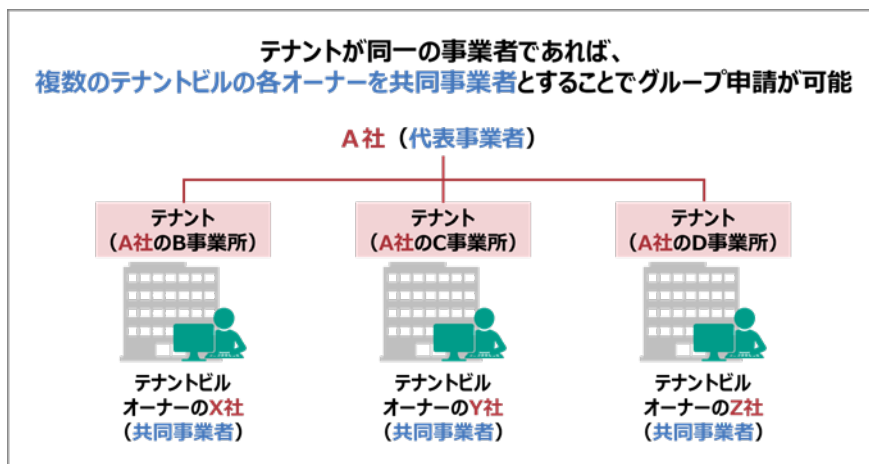 テナントが同一の事業者であれば、
複数のテナントビルの各オーナーを共同事業者とすることでグループ申請が可能
A社（代表事業者）
テナント
（A社のB事業所）
テナント
（A社のC事業所）
テナント
（A社のD事業所）
テナントビル
オーナーのX社
（共同事業者）
テナントビル
オーナーのY社
（共同事業者）
テナントビル
オーナーのZ社
（共同事業者）